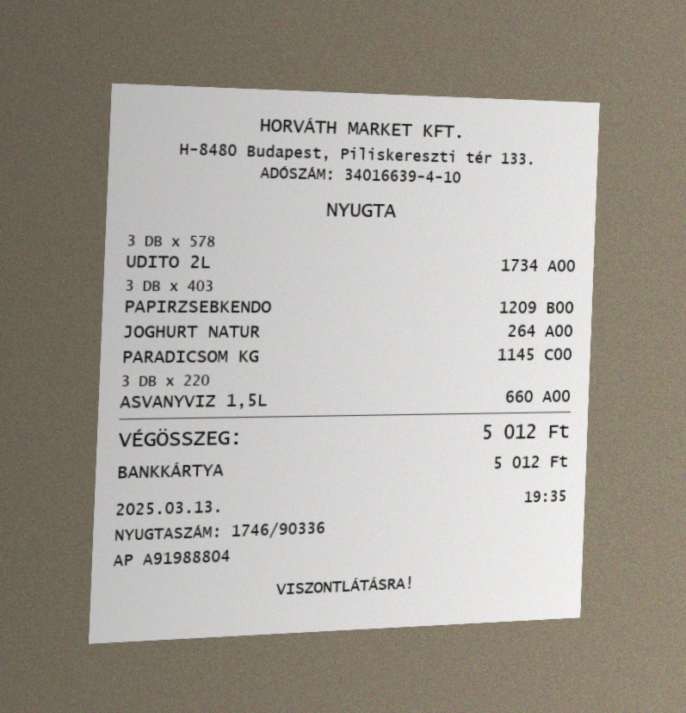 HORVÁTH MARKET KFT.
H-8480 Budapest, Piliskereszti tér 133.
ADÓSZÁM: 34016639-4-10
NYUGTA
3 DB x 578
UDITO 2L 1734 A00
3 DB x 403
PAPIRZSEBKENDO 1209 B00
JOGHURT NATUR 264 A00
PARADICSOM KG 1145 C00
3 DB x 220
ASVANYVIZ 1,5L 660 A00
VÉGÖSSZEG: 5 012 Ft
BANKKÁRTYA 5 012 Ft
2025.03.13. 19:35
NYUGTASZÁM: 1746/90336
AP A91988804
VISZONTLÁTÁSRA!